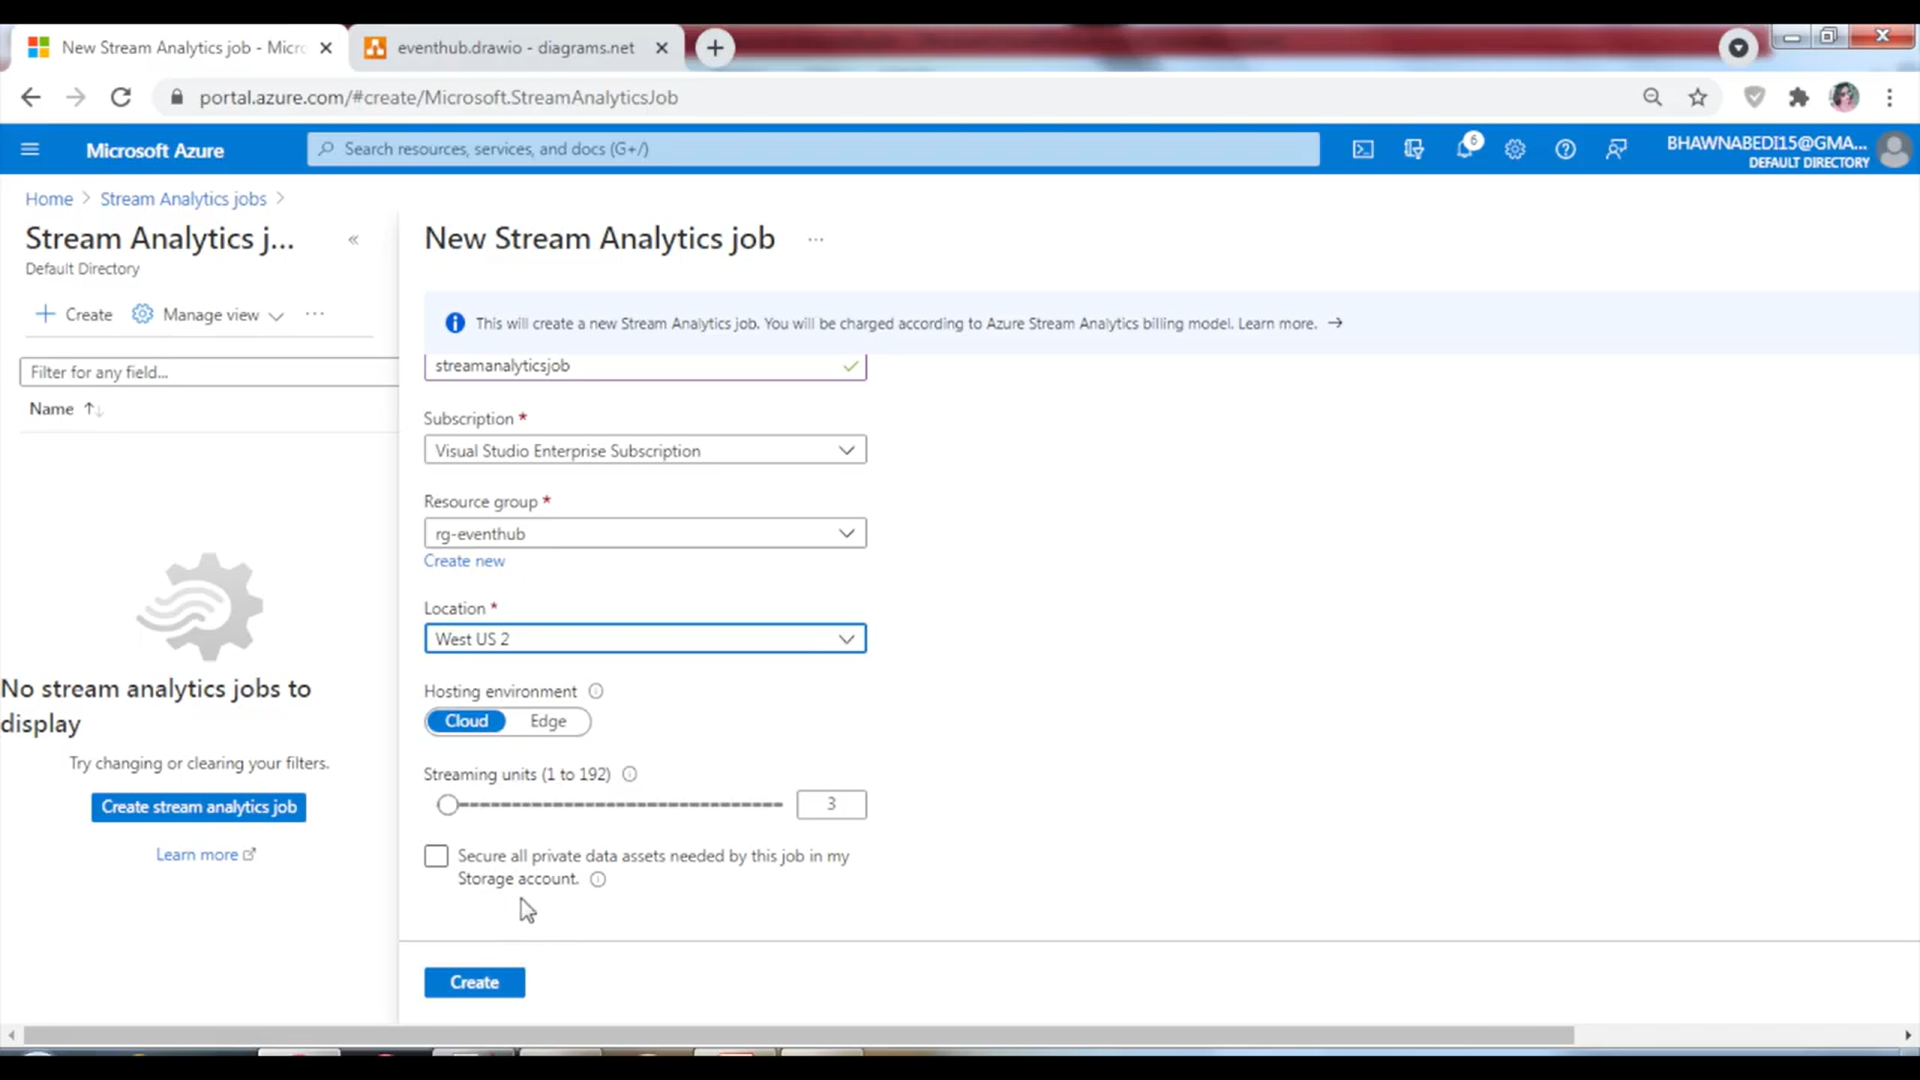 New Stream Analytics job - Micro
eventhub.drawio - diagrams.net
portal.azure.com/#create/Microsoft.StreamAnalyticsJob
Microsoft Azure
Search resources, services, and docs (G+/)
6
BHAWNABEDI15@GMA...
DEFAULT DIRECTORY
Home
Stream Analytics jobs
Stream Analytics j...
Default Directory
Create
Manage view
Filter for any field...
Name
No stream analytics jobs to
display
Try changing or clearing your filters.
Create stream analytics job
Learn more
New Stream Analytics job
This will create a new Stream Analytics job. You will be charged according to Azure Stream Analytics billing model. Learn more.
streamanalyticsjob
Subscription *
Visual Studio Enterprise Subscription
Resource group *
rg-eventhub
Create new
Location *
West US 2
Hosting environment
Cloud
Edge
Streaming units (1 to 192)
3
Secure all private data assets needed by this job in my
Storage account.
Create